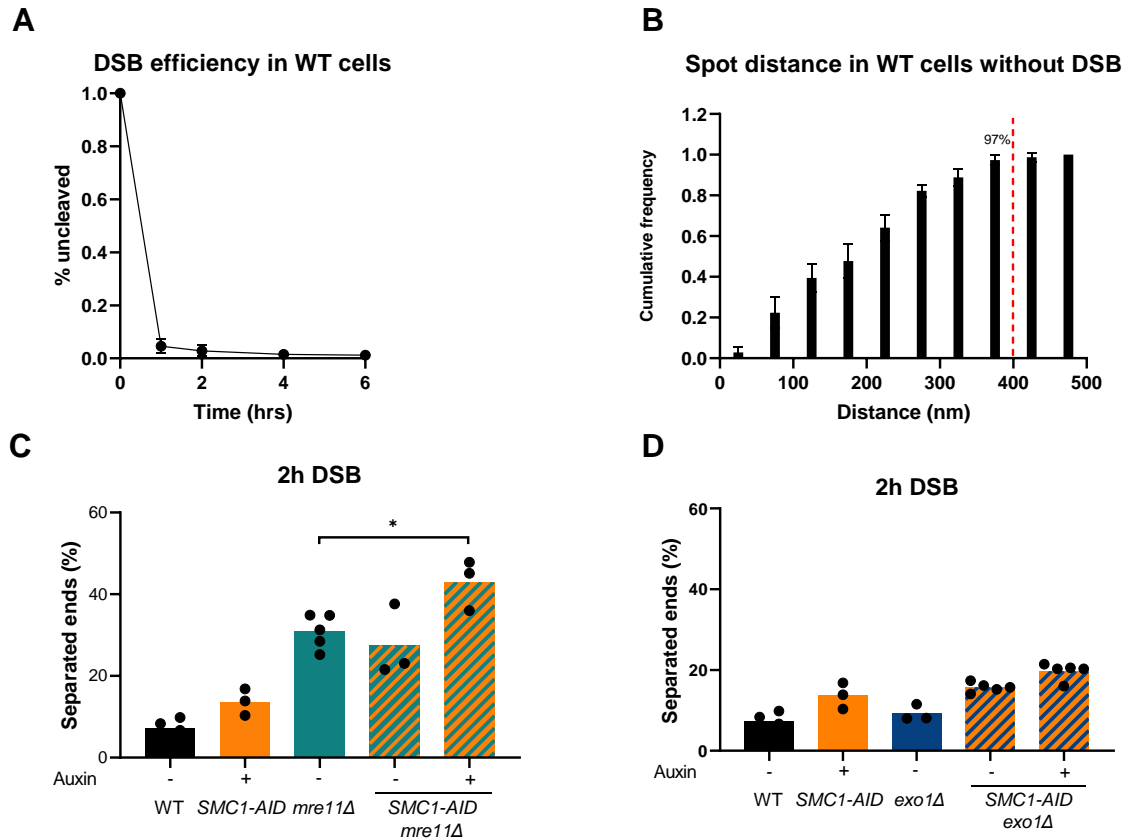 A
DSB efficiency in WT cells
1.0
0.8
0.6
0.4
0.2
0.0
% uncleaved
0 2 4 6
Time (hrs)
B
Spot distance in WT cells without DSB
1.2
1.0
0.8
0.6
0.4
0.2
0.0
Cumulative frequency
97%
0 100 200 300 400 500
Distance (nm)
C
2h DSB
60
40
20
0
Separated ends (%)
*
Auxin - + - - +
WT SMC1-AID mre11Δ SMC1-AID
mre11Δ
D
2h DSB
60
40
20
0
Separated ends (%)
Auxin - + - - +
WT SMC1-AID exo1Δ SMC1-AID
exo1Δ